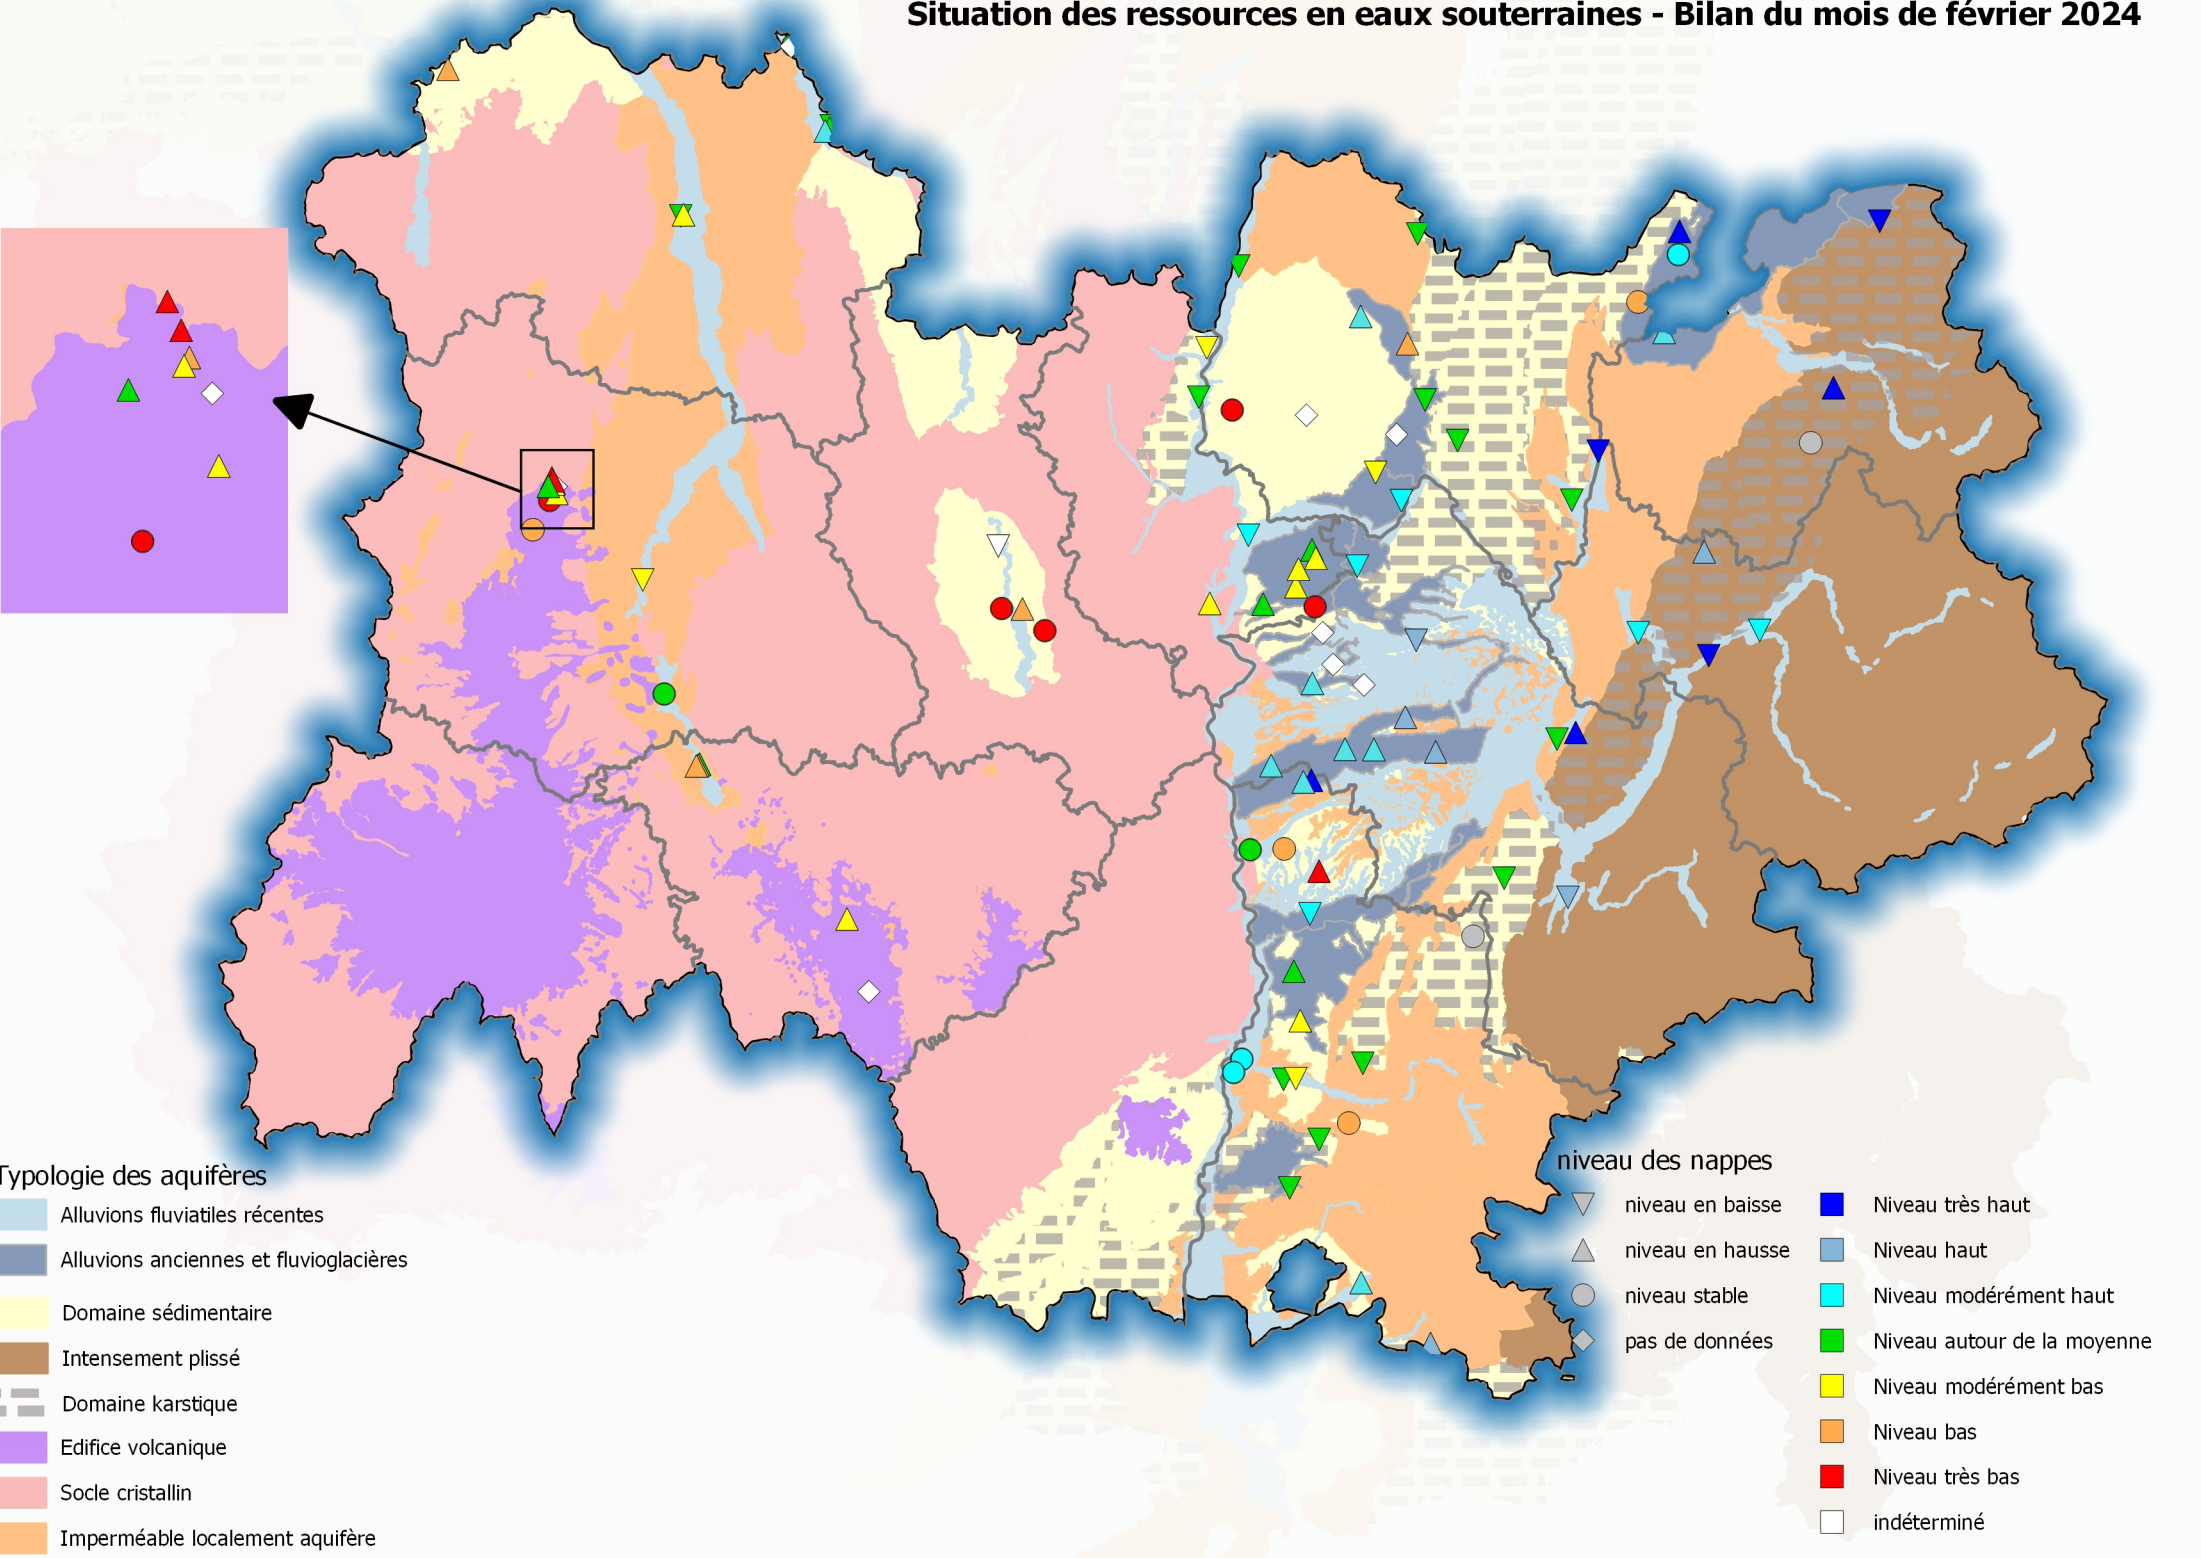 Situation des ressources en eaux souterraines - Bilan du mois de février 2024
Typologie des aquifères
Alluvions fluviatiles récentes
Alluvions anciennes et fluvioglacières
Domaine sédimentaire
Intensement plissé
Domaine karstique
Edifice volcanique
Socle cristallin
Imperméable localement aquifère
niveau des nappes
niveau en baisse
niveau en hausse
niveau stable
pas de données
Niveau très haut
Niveau haut
Niveau modérément haut
Niveau autour de la moyenne
Niveau modérément bas
Niveau bas
Niveau très bas
indéterminé